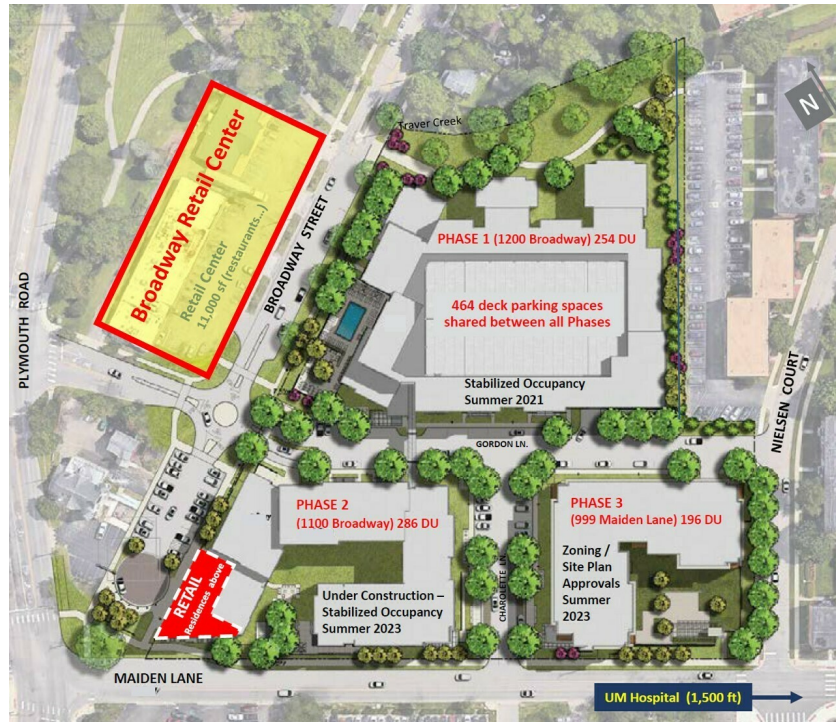 N
Traver Creek
Broadway Retail Center
Retail Center
11,000 sf (restaurants...)
BROADWAY STREET
PLYMOUTH ROAD
PHASE 1 (1200 Broadway) 254 DU
464 deck parking spaces
shared between all Phases
Stabilized Occupancy
Summer 2021
NIELSEN COURT
GORDON LN.
PHASE 2
(1100 Broadway) 286 DU
PHASE 3
(999 Maiden Lane) 196 DU
RETAIL
Residences above
Under Construction –
Stabilized Occupancy
Summer 2023
CHAROLETTE LN.
Zoning /
Site Plan
Approvals
Summer
2023
MAIDEN LANE
UM Hospital (1,500 ft)